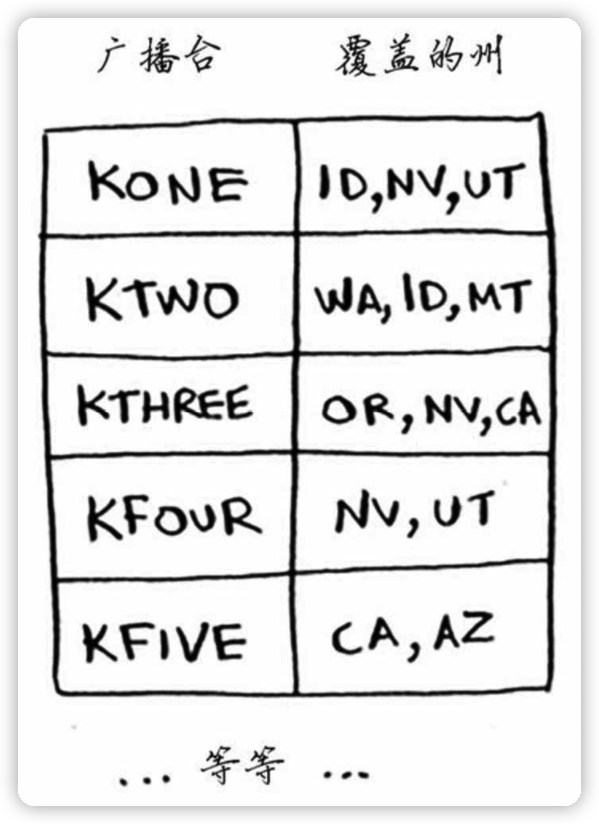 广播台 覆盖的州
KONE ID,NV,UT
KTWO WA,ID,MT
KTHREE OR,NV,CA
KFOUR NV,UT
KFIVE CA,AZ
... 等等 ...